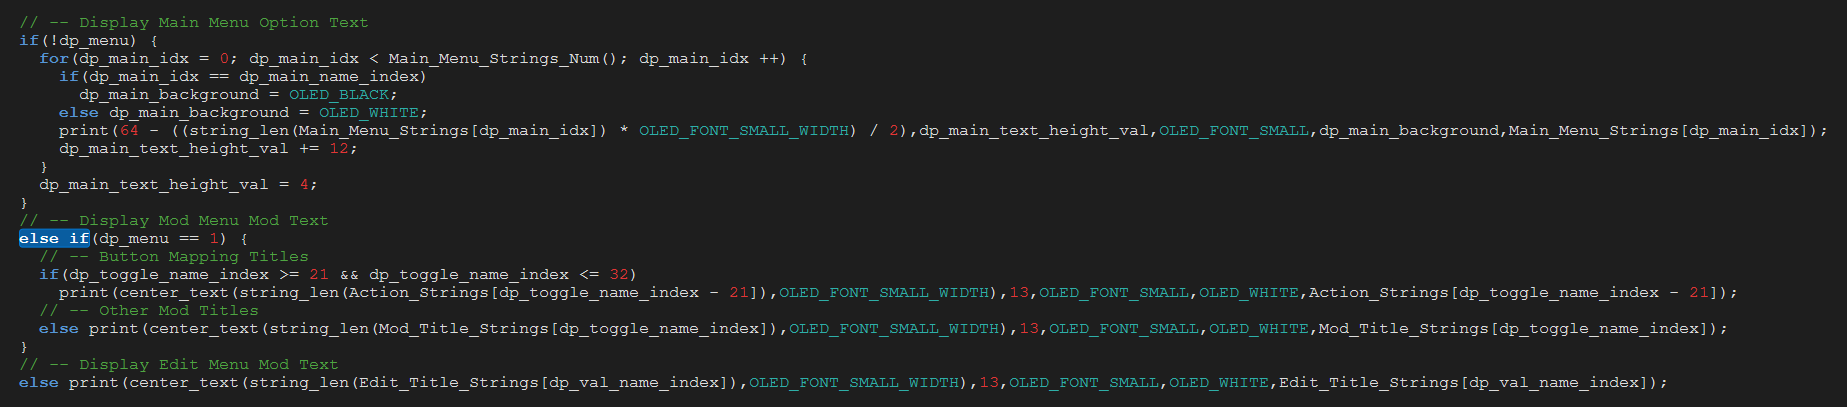 // -- Display Main Menu Option Text
if(!dp_menu) {
  for(dp_main_idx = 0; dp_main_idx < Main_Menu_Strings_Num(); dp_main_idx ++) {
    if(dp_main_idx == dp_main_name_index)
      dp_main_background = OLED_BLACK;
    else dp_main_background = OLED_WHITE;
    print(64 - ((string_len(Main_Menu_Strings[dp_main_idx]) * OLED_FONT_SMALL_WIDTH) / 2),dp_main_text_height_val,OLED_FONT_SMALL,dp_main_background,Main_Menu_Strings[dp_main_idx]);
    dp_main_text_height_val += 12;
  }
  dp_main_text_height_val = 4;
}
// -- Display Mod Menu Mod Text
else if(dp_menu == 1) {
  // -- Button Mapping Titles
  if(dp_toggle_name_index >= 21 && dp_toggle_name_index <= 32)
    print(center_text(string_len(Action_Strings[dp_toggle_name_index - 21]),OLED_FONT_SMALL_WIDTH),13,OLED_FONT_SMALL,OLED_WHITE,Action_Strings[dp_toggle_name_index - 21]);
  // -- Other Mod Titles
  else print(center_text(string_len(Mod_Title_Strings[dp_toggle_name_index]),OLED_FONT_SMALL_WIDTH),13,OLED_FONT_SMALL,OLED_WHITE,Mod_Title_Strings[dp_toggle_name_index]);
}
// -- Display Edit Menu Mod Text
else print(center_text(string_len(Edit_Title_Strings[dp_val_name_index]),OLED_FONT_SMALL_WIDTH),13,OLED_FONT_SMALL,OLED_WHITE,Edit_Title_Strings[dp_val_name_index]);